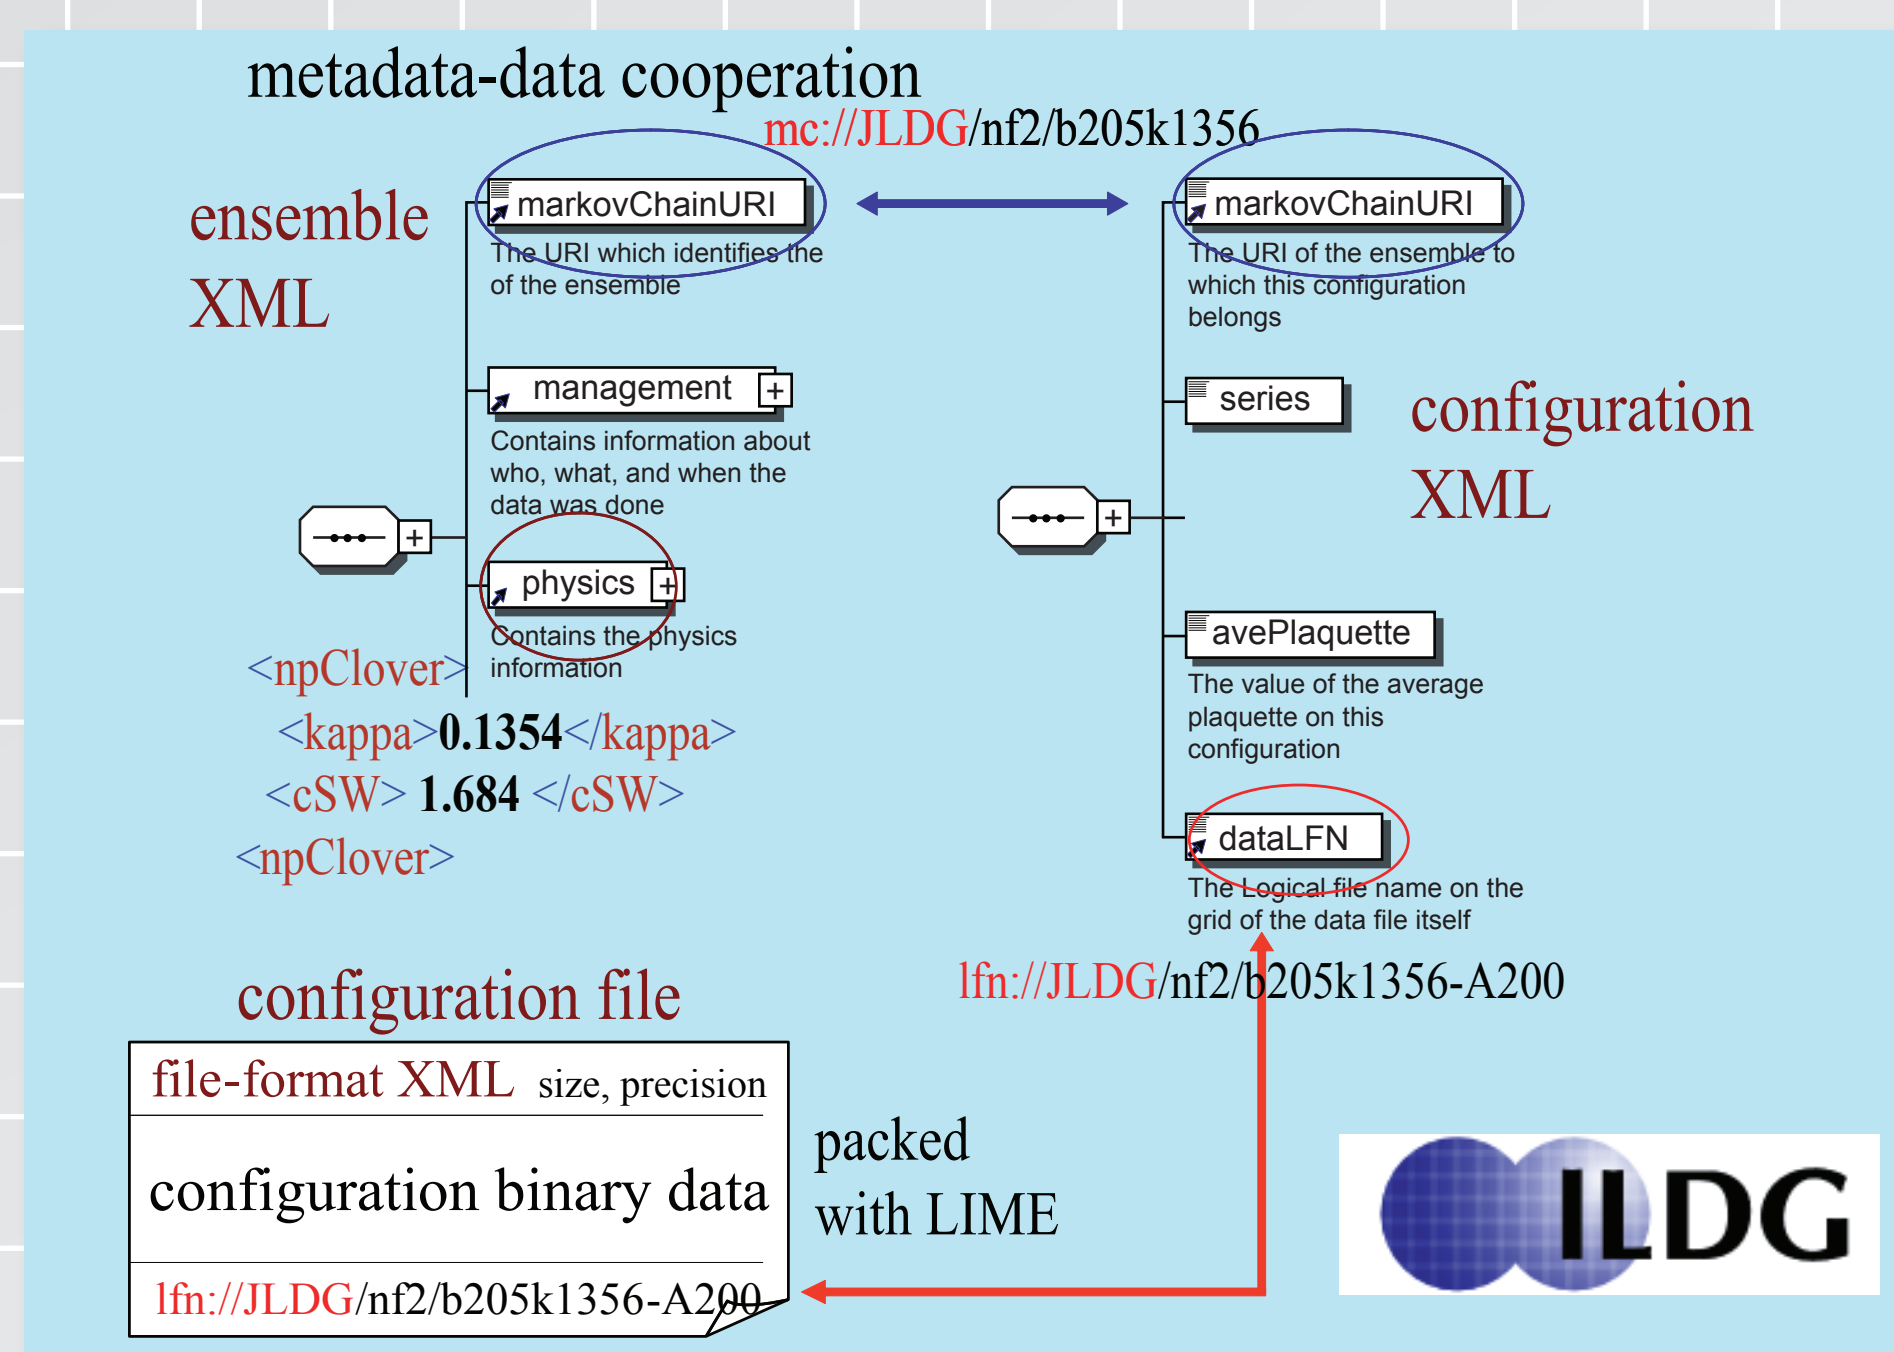 metadata-data cooperation
mc://JLDG/nf2/b205k1356
ensemble
XML
markovChainURI
The URI which identifies the
of the ensemble
management
+
Contains information about
who, what, and when the
data was done
+
physics
+
Contains the physics
information
<npClover>
<kappa>0.1354</kappa>
<cSW> 1.684 </cSW>
<npClover>
markovChainURI
The URI of the ensemble to
which this configuration
belongs
series
configuration
XML
+
avePlaquette
The value of the average
plaquette on this
configuration
dataLFN
The Logical file name on the
grid of the data file itself
lfn://JLDG/nf2/b205k1356-A200
configuration file
file-format XML size, precision
configuration binary data
lfn://JLDG/nf2/b205k1356-A200
packed
with LIME
ILDG